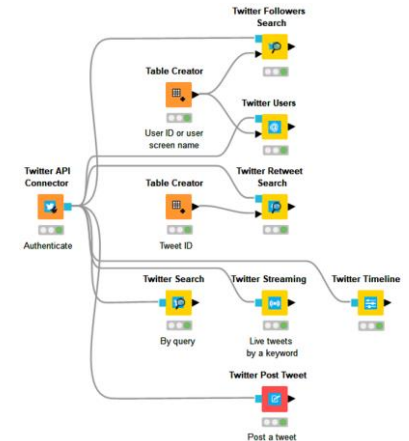 Twitter Followers
Search
Table Creator
User ID or user
screen name
Twitter Users
Twitter API
Connector
Authenticate
Table Creator
Tweet ID
Twitter Retweet
Search
Twitter Search
By query
Twitter Streaming
Live tweets
by a keyword
Twitter Timeline
Twitter Post Tweet
Post a tweet